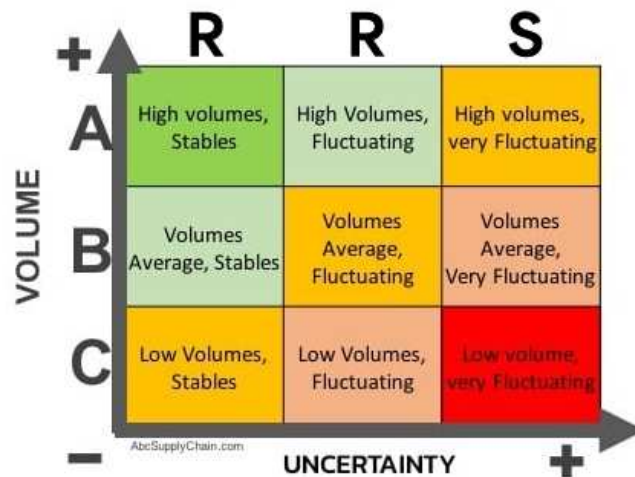 R R S
+
A
High volumes,
Stables
High Volumes,
Fluctuating
High volumes,
very Fluctuating
VOLUME
B
Volumes
Average, Stables
Volumes
Average,
Fluctuating
Volumes
Average,
Very Fluctuating
C
Low Volumes,
Stables
Low Volumes,
Fluctuating
Low volume,
very Fluctuating
AbcSupplyChain.com
−
UNCERTAINTY
+